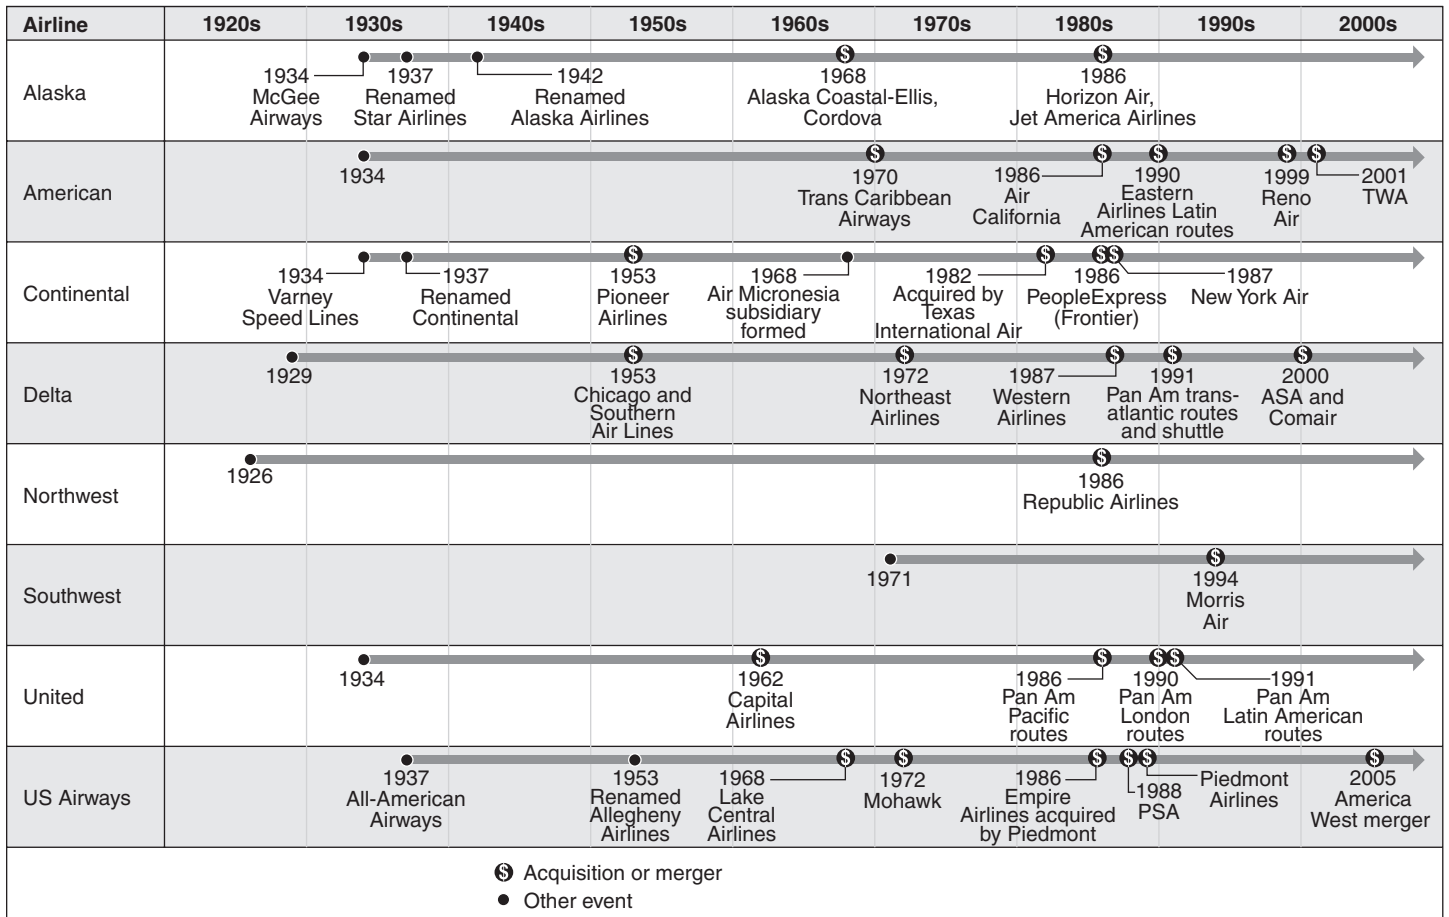 Airline 1920s 1930s 1940s 1950s 1960s 1970s 1980s 1990s 2000s
Alaska
1934
McGee
Airways
1937
Renamed
Star Airlines
1942
Renamed
Alaska Airlines
1968
Alaska Coastal-Ellis,
Cordova
1986
Horizon Air,
Jet America Airlines
American
1934
1970
Trans Caribbean
Airways
1986
Air
California
1990
Eastern
Airlines Latin
American routes
1999
Reno
Air
2001
TWA
Continental
1934
Varney
Speed Lines
1937
Renamed
Continental
1953
Pioneer
Airlines
1968
Air Micronesia
subsidiary
formed
1982
Acquired by
Texas
International Air
1986
PeopleExpress
(Frontier)
1987
New York Air
Delta
1929
1953
Chicago and
Southern
Air Lines
1972
Northeast
Airlines
1987
Western
Airlines
1991
Pan Am trans-
atlantic routes
and shuttle
2000
ASA and
Comair
Northwest
1926
1986
Republic Airlines
Southwest
1971
1994
Morris
Air
United
1934
1962
Capital
Airlines
1986
Pan Am
Pacific
routes
1990
Pan Am
London
routes
1991
Pan Am
Latin American
routes
US Airways
1937
All-American
Airways
1953
Renamed
Allegheny
Airlines
1968
Lake
Central
Airlines
1972
Mohawk
1986
Empire
Airlines acquired
by Piedmont
1988
PSA
Piedmont
Airlines
2005
America
West merger
$ Acquisition or merger
Other event